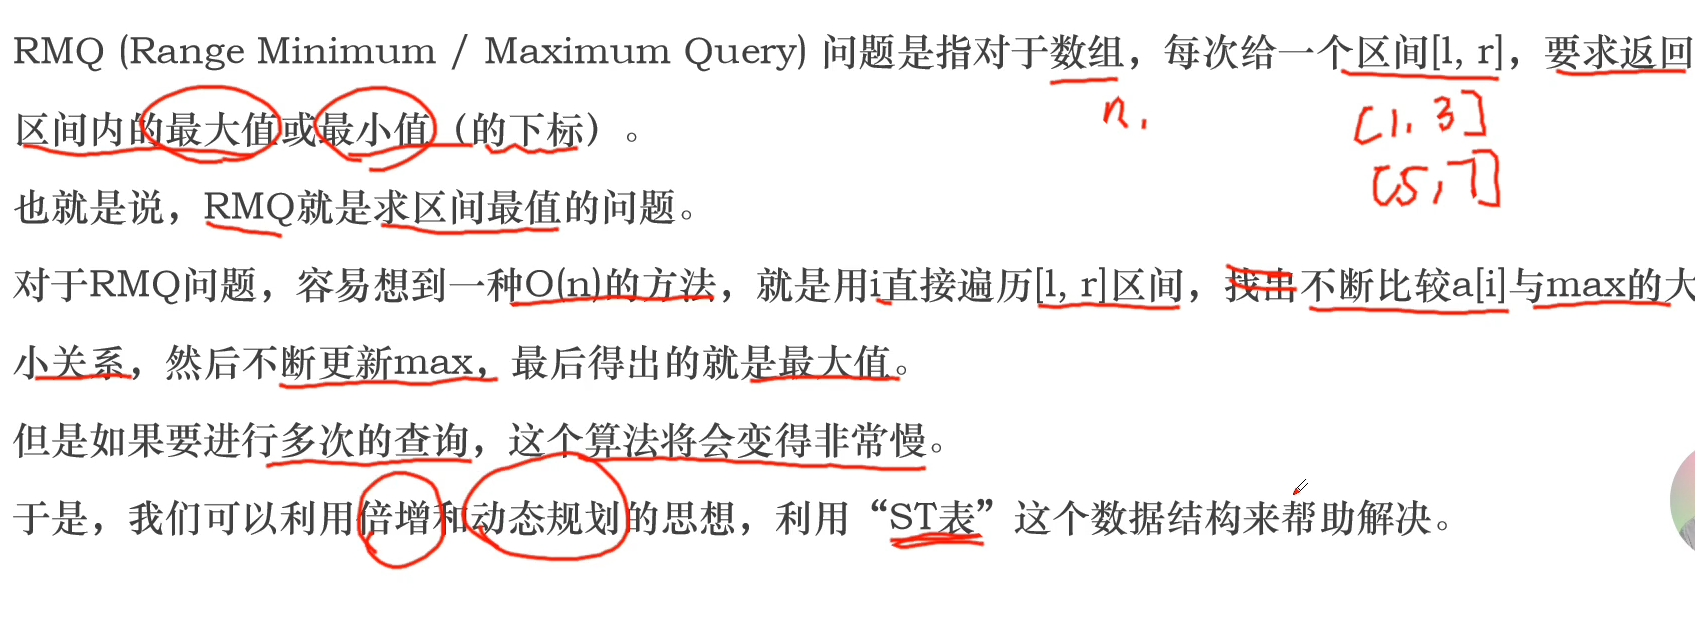 RMQ (Range Minimum / Maximum Query) 问题是指对于数组，每次给一个区间[l, r]，要求返回
区间内的最大值或最小值（的下标）。
n.
[1, 3]
[5, 7]
也就是说，RMQ就是求区间最值的问题。
对于RMQ问题，容易想到一种O(n)的方法，就是用i直接遍历[l, r]区间，找出不断比较a[i]与max的大
小关系，然后不断更新max，最后得出的就是最大值。
但是如果要进行多次的查询，这个算法将会变得非常慢。
于是，我们可以利用倍增和动态规划的思想，利用“ST表”这个数据结构来帮助解决。